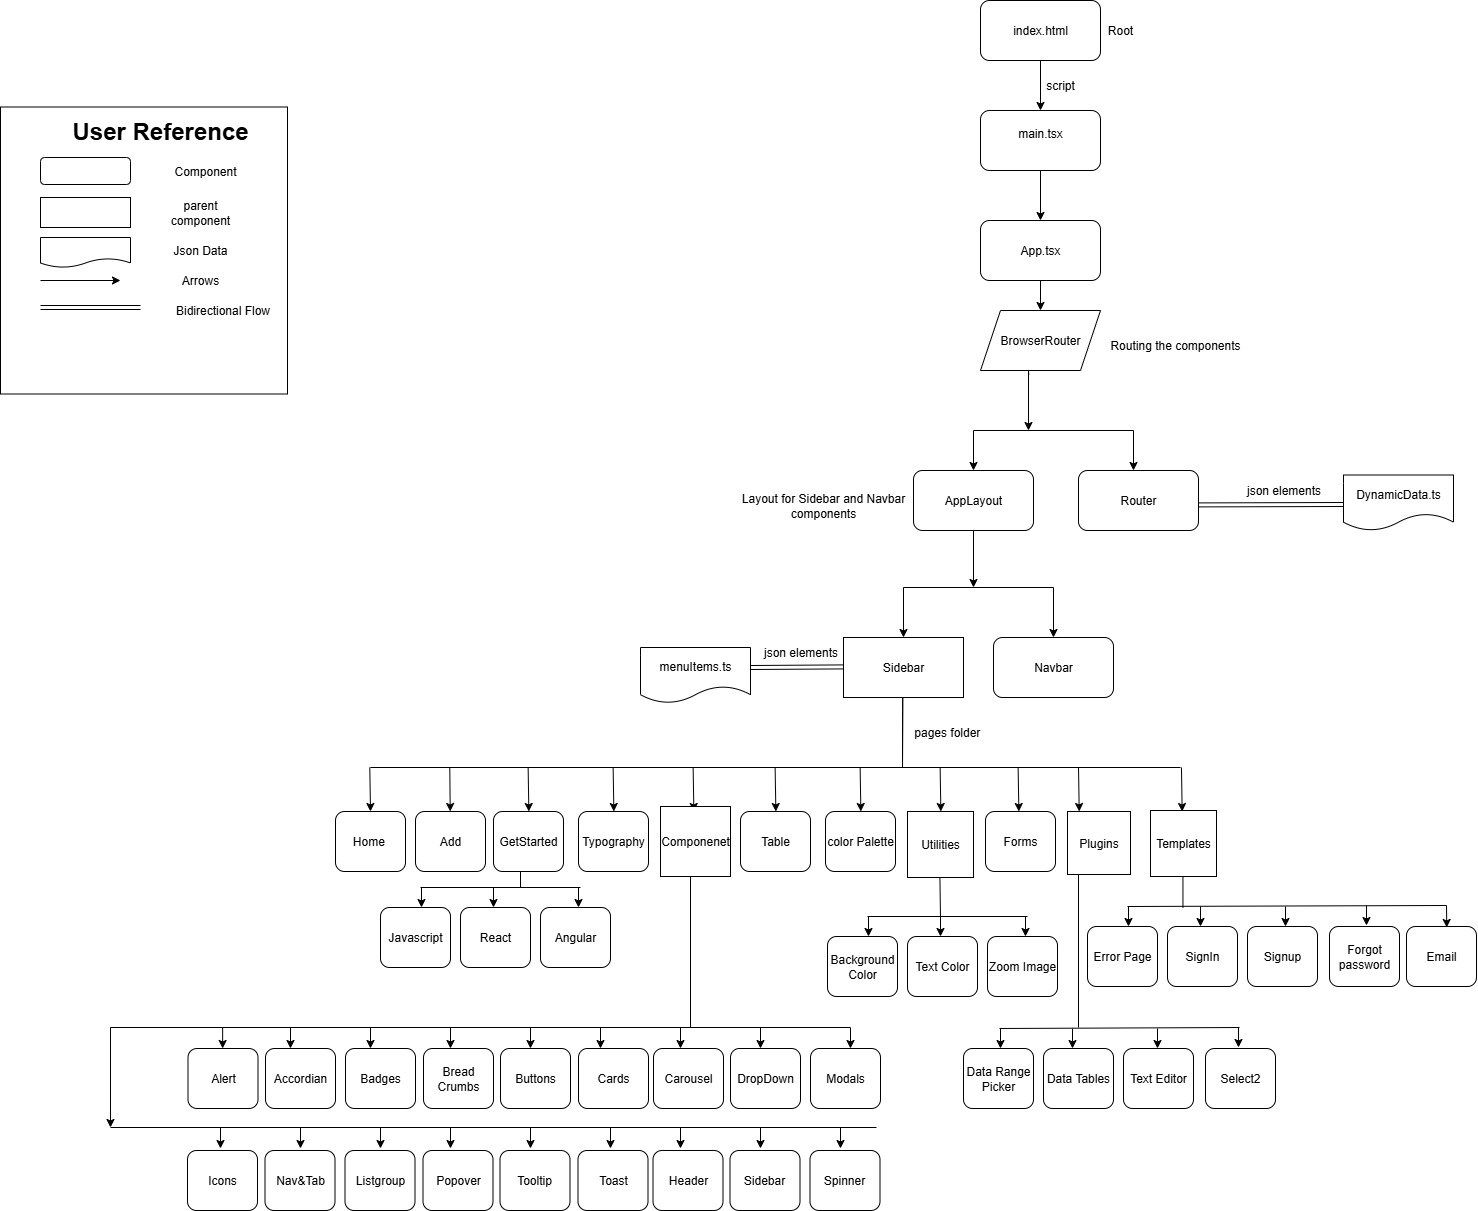 index.html
Root
script
main.tsx
User Reference
Component
parent
component
Json Data
Arrows
Bidirectional Flow
App.tsx
BrowserRouter
Routing the components
Layout for Sidebar and Navbar
components
AppLayout
Router
json elements
DynamicData.ts
menuItems.ts
json elements
Sidebar
Navbar
pages folder
Home
Add
GetStarted
Typography
Componenet
Table
color Palette
Utilities
Forms
Plugins
Templates
Javascript
React
Angular
Background
Color
Text Color
Zoom Image
Error Page
SignIn
Signup
Forgot
password
Email
Alert
Accordian
Badges
Bread
Crumbs
Buttons
Cards
Carousel
DropDown
Modals
Data Range
Picker
Data Tables
Text Editor
Select2
Icons
Nav&Tab
Listgroup
Popover
Tooltip
Toast
Header
Sidebar
Spinner